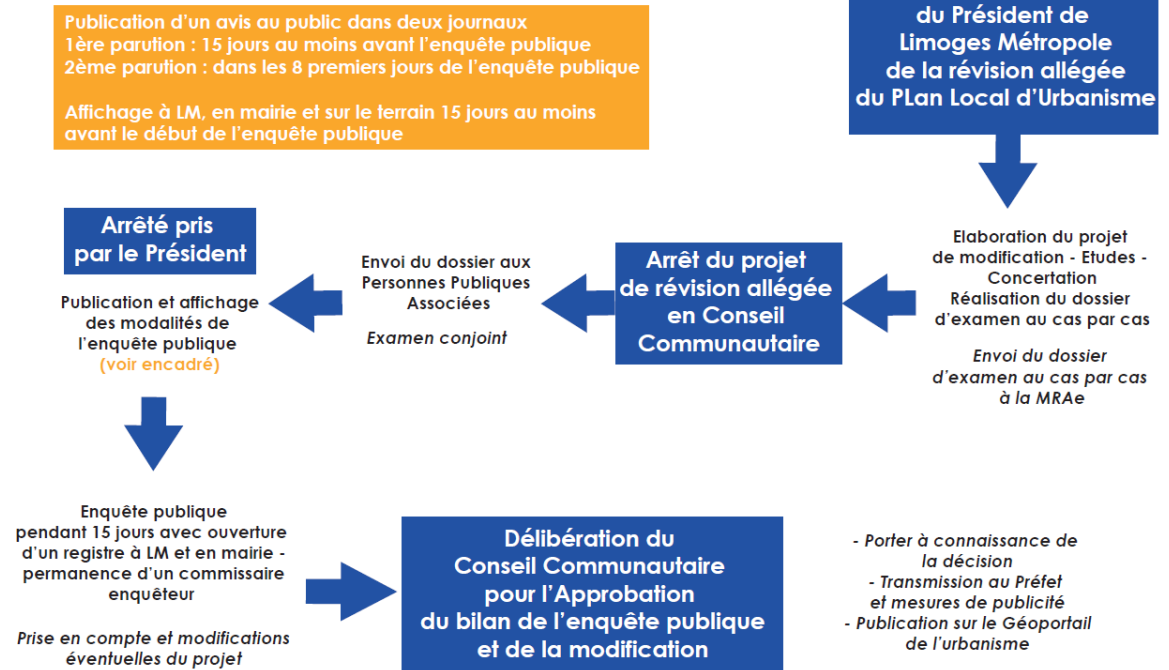 Publication d'un avis au public dans deux journaux
1ère parution : 15 jours au moins avant l'enquête publique
2ème parution : dans les 8 premiers jours de l'enquête publique
Affichage à LM, en mairie et sur le terrain 15 jours au moins
avant le début de l'enquête publique
du Président de
Limoges Métropole
de la révision allégée
du PLan Local d'Urbanisme
Elaboration du projet
de modification - Etudes -
Concertation
Réalisation du dossier
d'examen au cas par cas
Envoi du dossier
d'examen au cas par cas
à la MRAe
Arrêt du projet
de révision allégée
en Conseil
Communautaire
Envoi du dossier aux
Personnes Publiques
Associées
Examen conjoint
Arrêté pris
par le Président
Publication et affichage
des modalités de
l'enquête publique
(voir encadré)
Enquête publique
pendant 15 jours avec ouverture
d'un registre à LM et en mairie -
permanence d'un commissaire
enquêteur
Prise en compte et modifications
éventuelles du projet
Délibération du
Conseil Communautaire
pour l'Approbation
du bilan de l'enquête publique
et de la modification
- Porter à connaissance de
la décision
- Transmission au Préfet
et mesures de publicité
- Publication sur le Géoportail
de l'urbanisme